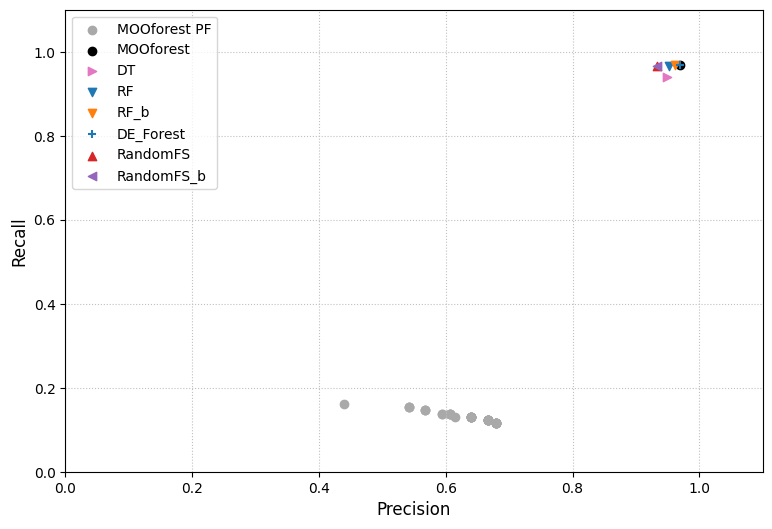 MOOforest PF
MOOforest
DT
RF
RF_b
DE_Forest
RandomFS
RandomFS_b
1.0
0.8
0.6
0.4
0.2
0.0
Recall
0.0 0.2 0.4 0.6 0.8 1.0
Precision